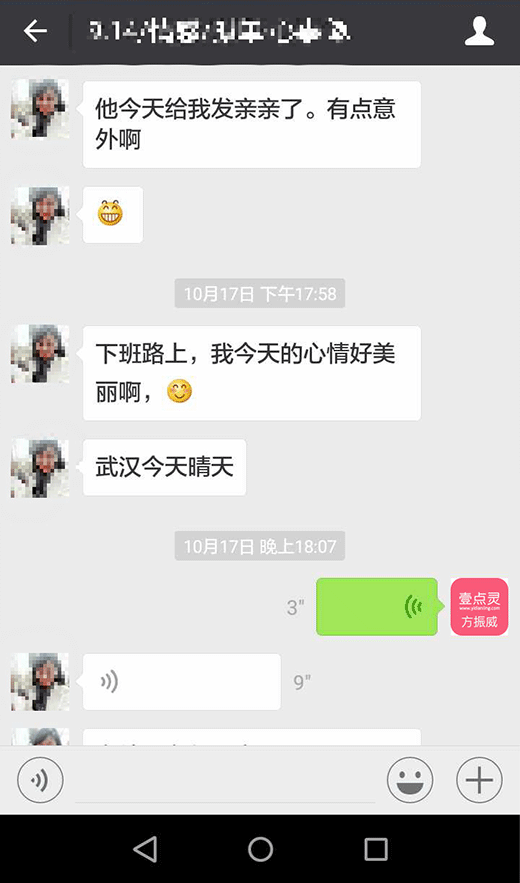 他今天给我发亲亲了。有点意
外啊
10月17日 下午17:58
下班路上，我今天的心情好美
丽啊，
武汉今天晴天
10月17日 晚上18:07
3"
壹点灵
www.yidianling.com
方振威
9"